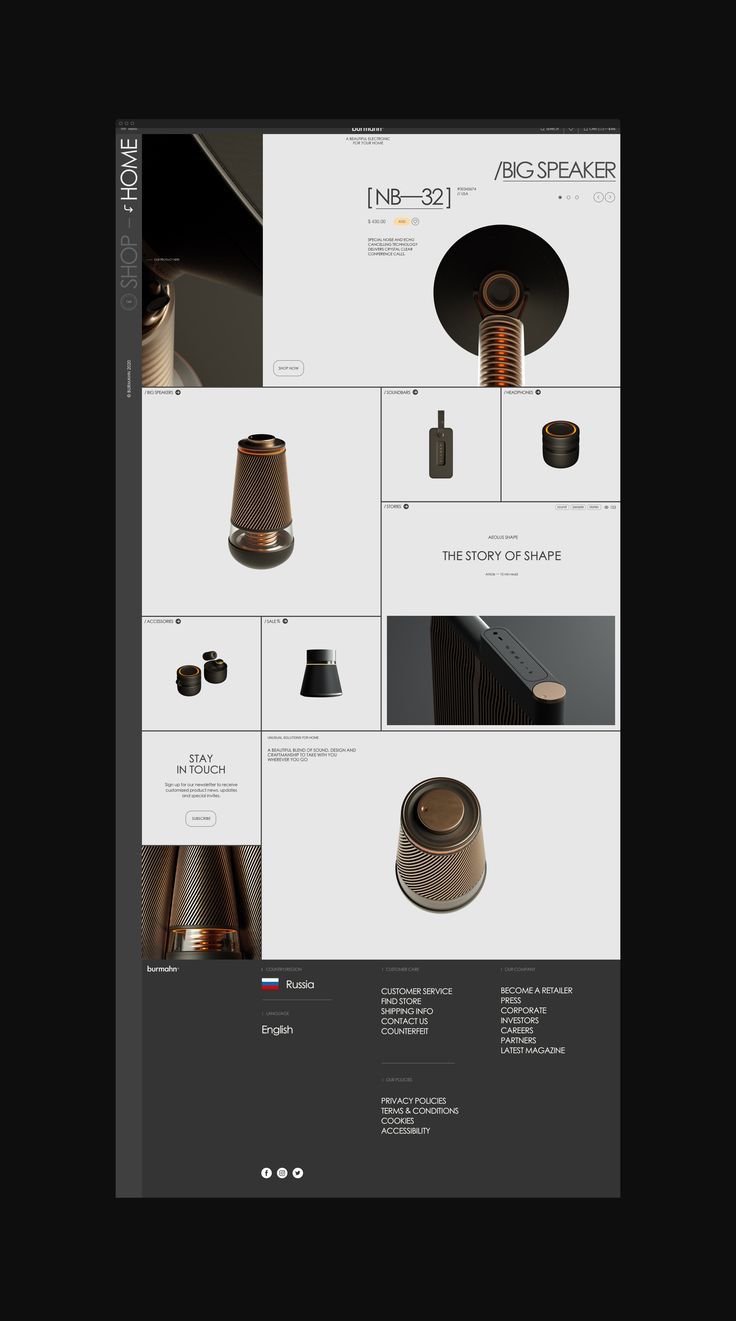 burmahn
SEARCH
HOME
SHOP
© BURMAHN 2020
A BEAUTIFUL ELECTRONIC
FOR YOUR HOME
/BIG SPEAKER
[ NB—32 ]
// USA
$ 430.00
SPECIAL NOISE AND ECHO
CANCELLING TECHNOLOGY
DELIVERS CRYSTAL CLEAR
CONFERENCE CALLS.
SHOP NOW
/ BIG SPEAKERS
/ SOUNDBARS
/ HEADPHONES
/ STORIES
AEOLUS SHAPE
THE STORY OF SHAPE
/ ACCESSORIES
/ SALE %
STAY
IN TOUCH
Sign up for our newsletter to receive
customized product news, updates
and special invites.
SUBSCRIBE
UNUSUAL SOLUTIONS FOR HOME
A BEAUTIFUL BLEND OF SOUND, DESIGN AND
CRAFTMANSHIP TO TAKE WITH YOU
WHEREVER YOU GO
burmahn
COUNTRY/REGION
Russia
LANGUAGE
English
CUSTOMER CARE
CUSTOMER SERVICE
FIND STORE
SHIPPING INFO
CONTACT US
COUNTERFEIT
OUR POLICIES
PRIVACY POLICIES
TERMS & CONDITIONS
COOKIES
ACCESSIBILITY
OUR COMPANY
BECOME A RETAILER
PRESS
CORPORATE
INVESTORS
CAREERS
PARTNERS
LATEST MAGAZINE